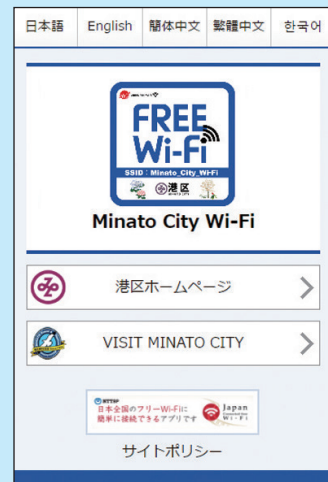 日本語 English 簡体中文 繁體中文 한국어
FREE
Wi-Fi
SSID：Minato_City_Wi-Fi
港区
Minato City Wi-Fi
港区ホームページ
VISIT MINATO CITY
日本全国のフリーWi-Fiに
簡単に接続できるアプリです
Japan
Wi-Fi
サイトポリシー